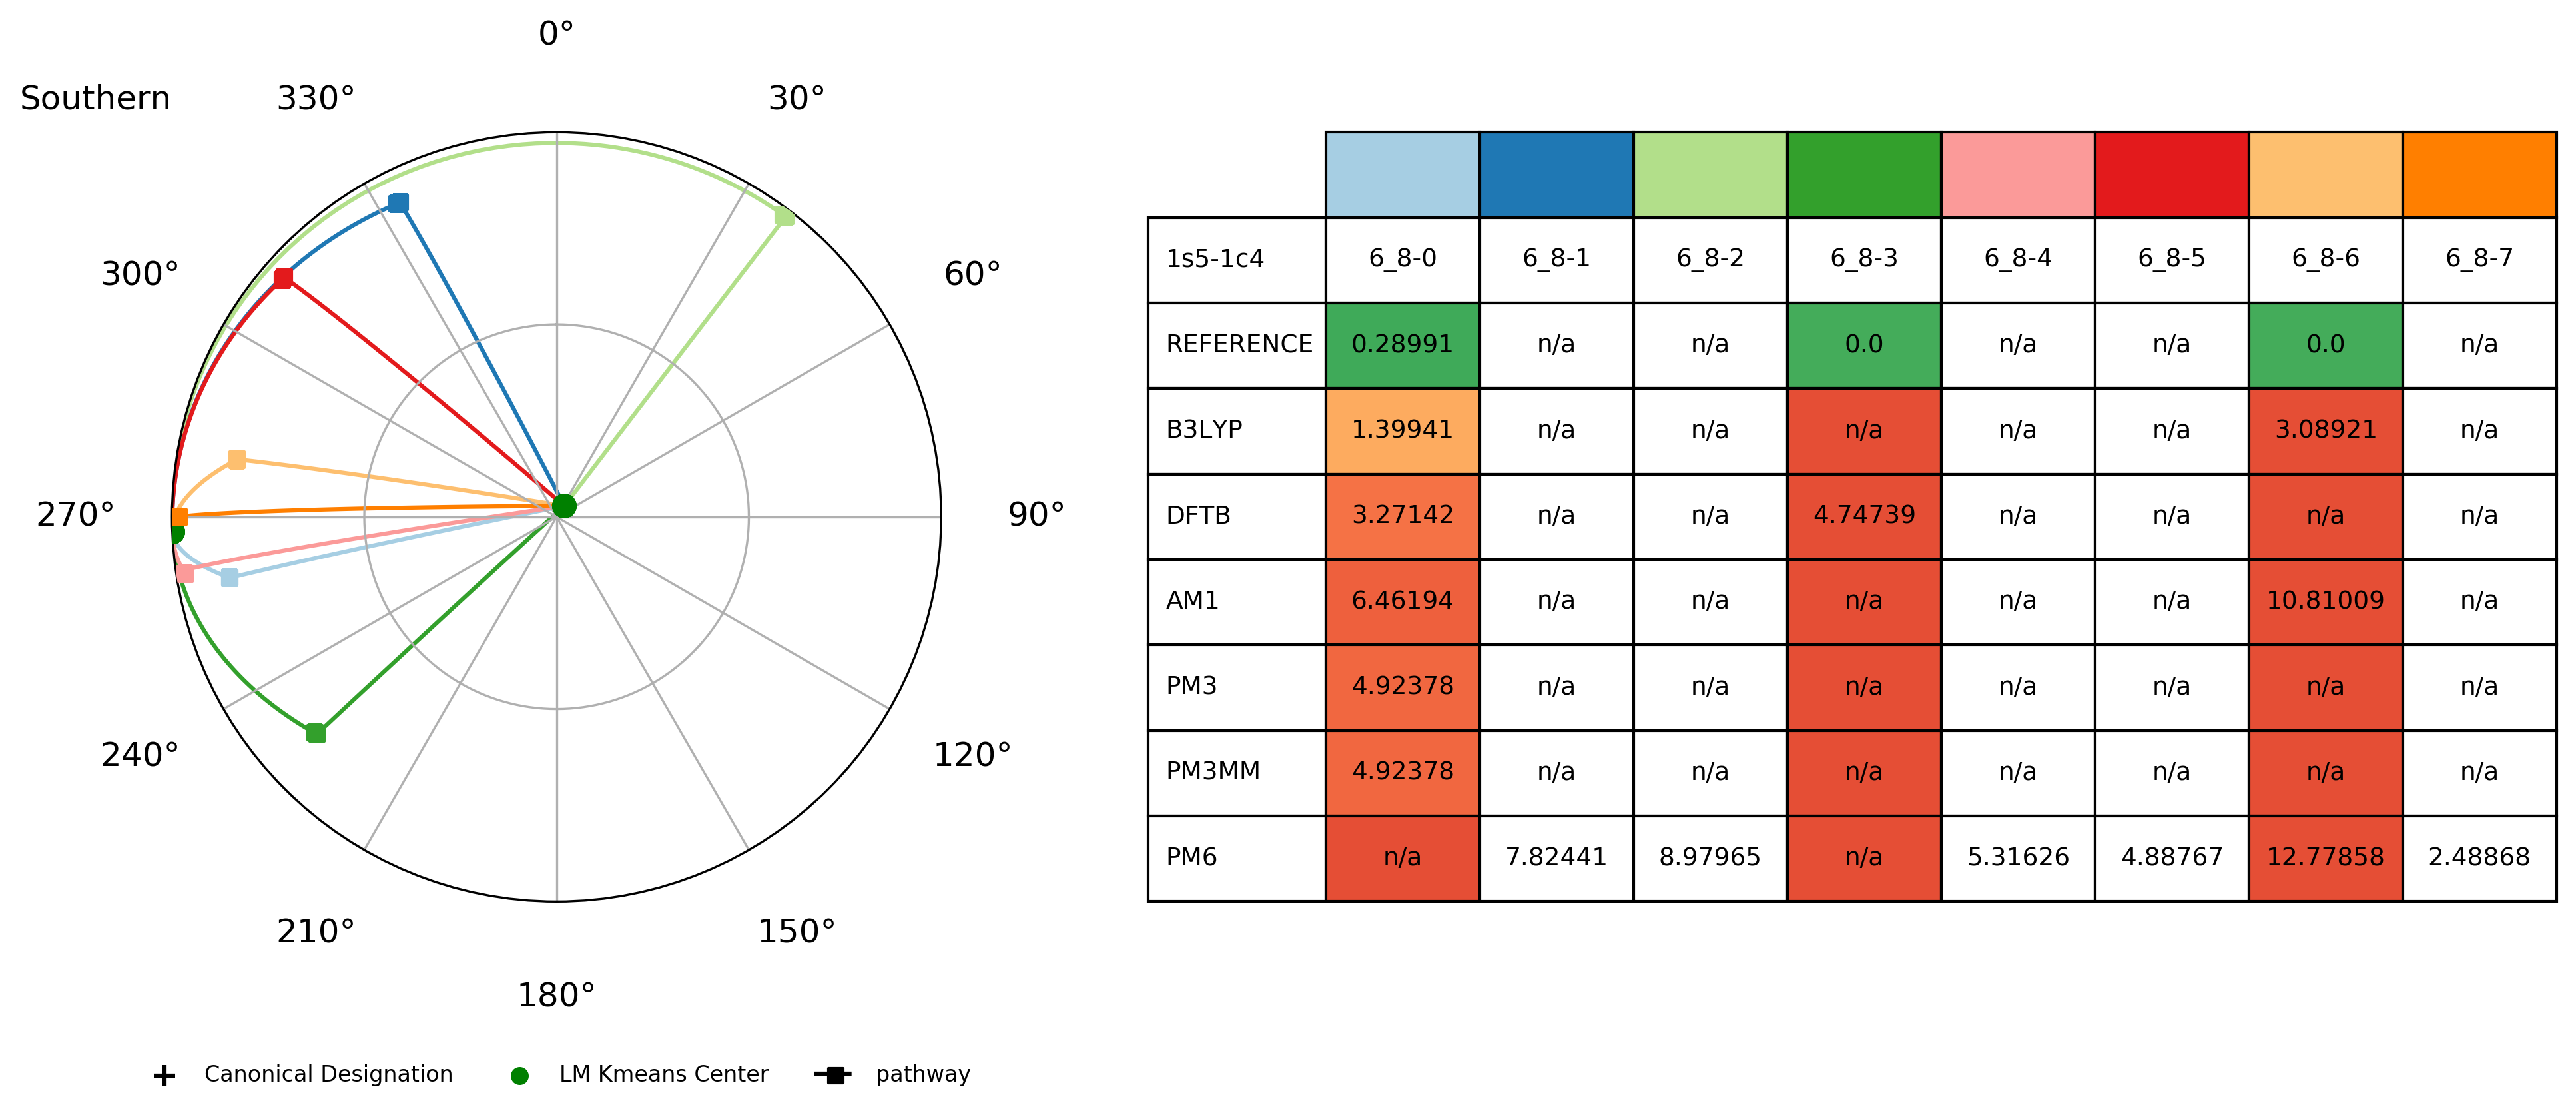 0°
Southern
330°
30°
300°
60°
270°
90°
240°
120°
210°
150°
180°
+ Canonical Designation LM Kmeans Center pathway
1s5-1c4 6_8-0 6_8-1 6_8-2 6_8-3 6_8-4 6_8-5 6_8-6 6_8-7
REFERENCE 0.28991 n/a n/a 0.0 n/a n/a 0.0 n/a
B3LYP 1.39941 n/a n/a n/a n/a n/a 3.08921 n/a
DFTB 3.27142 n/a n/a 4.74739 n/a n/a n/a n/a
AM1 6.46194 n/a n/a n/a n/a n/a 10.81009 n/a
PM3 4.92378 n/a n/a n/a n/a n/a n/a n/a
PM3MM 4.92378 n/a n/a n/a n/a n/a n/a n/a
PM6 n/a 7.82441 8.97965 n/a 5.31626 4.88767 12.77858 2.48868